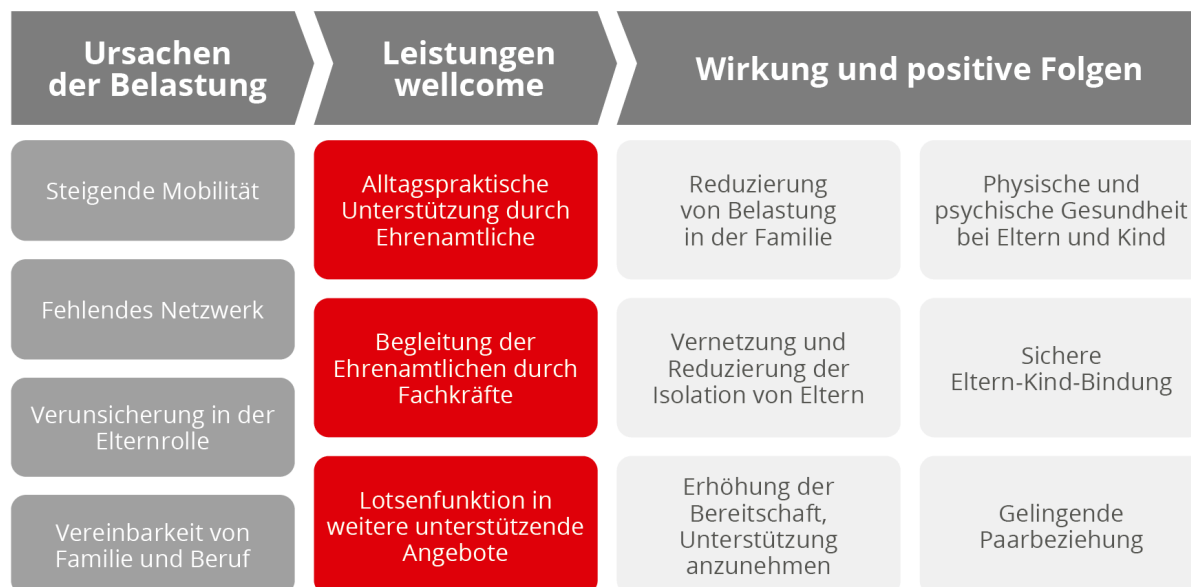 Ursachen
der Belastung
Leistungen
wellcome
Wirkung und positive Folgen
Steigende Mobilität
Fehlendes Netzwerk
Verunsicherung in der
Elternrolle
Vereinbarkeit von
Familie und Beruf
Alltagspraktische
Unterstützung durch
Ehrenamtliche
Begleitung der
Ehrenamtlichen durch
Fachkräfte
Lotsenfunktion in
weitere unterstützende
Angebote
Reduzierung
von Belastung
in der Familie
Vernetzung und
Reduzierung der
Isolation von Eltern
Erhöhung der
Bereitschaft,
Unterstützung
anzunehmen
Physische und
psychische Gesundheit
bei Eltern und Kind
Sichere
Eltern-Kind-Bindung
Gelingende
Paarbeziehung